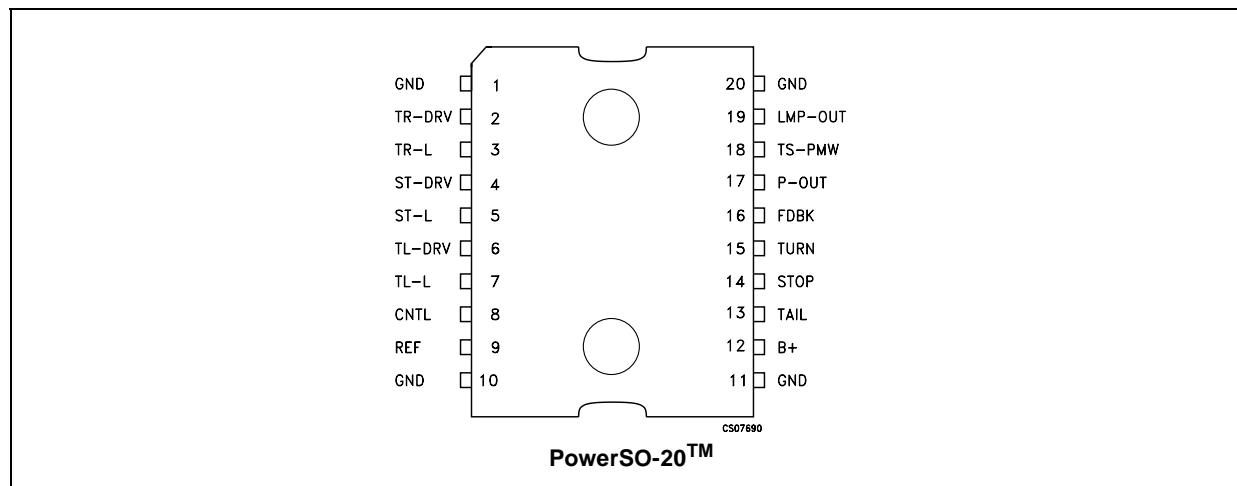 GND 1 20 GND
TR-DRV 2 19 LMP-OUT
TR-L 3 18 TS-PMW
ST-DRV 4 17 P-OUT
ST-L 5 16 FDBK
TL-DRV 6 15 TURN
TL-L 7 14 STOP
CNTL 8 13 TAIL
REF 9 12 B+
GND 10 11 GND
CS07690
PowerSO-20™